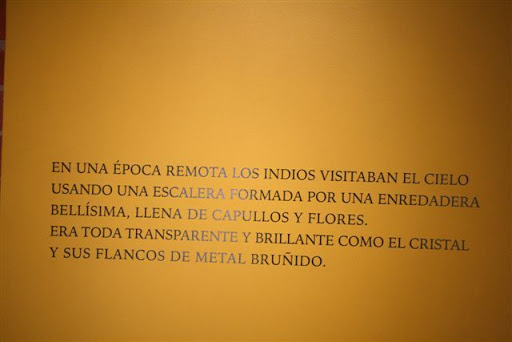 EN UNA ÉPOCA REMOTA LOS INDIOS VISITABAN EL CIELO
USANDO UNA ESCALERA FORMADA POR UNA ENREDADERA
BELLÍSIMA, LLENA DE CAPULLOS Y FLORES.
ERA TODA TRANSPARENTE Y BRILLANTE COMO EL CRISTAL
Y SUS FLANCOS DE METAL BRUÑIDO.